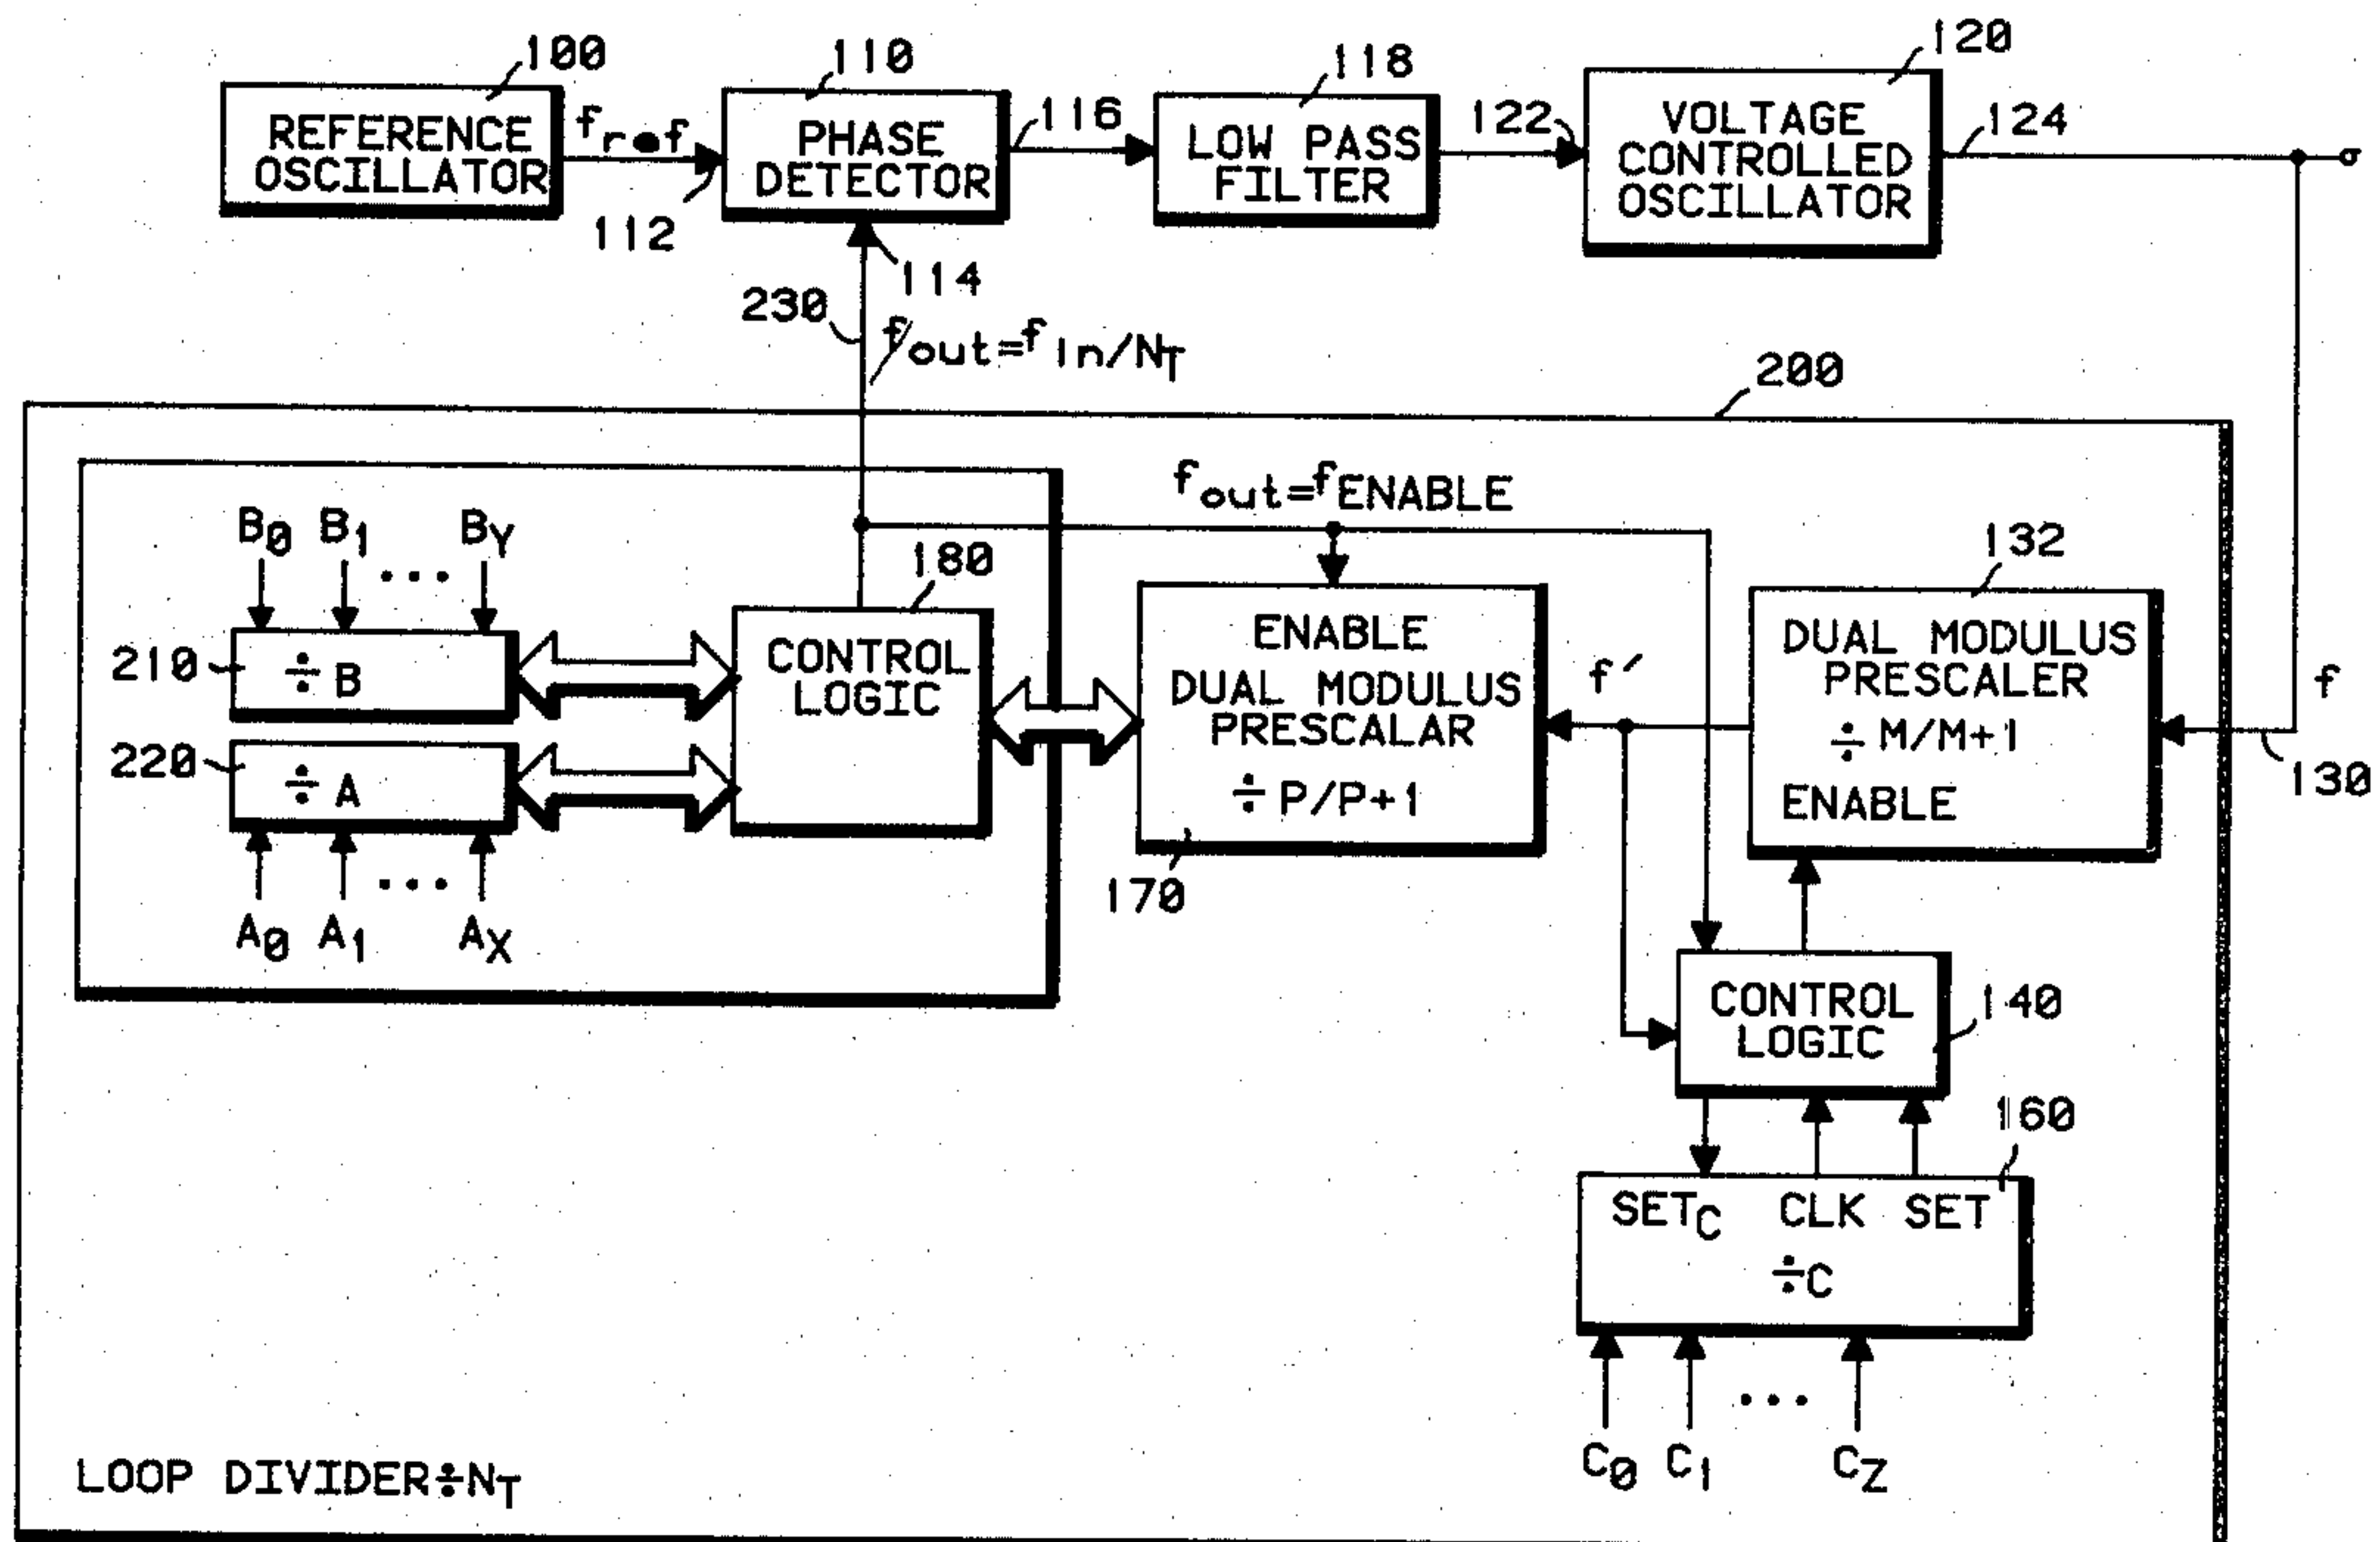 100
REFERENCE
OSCILLATOR
fref
112
110
PHASE
DETECTOR
116
114
118
LOW PASS
FILTER
122
120
VOLTAGE
CONTROLLED
OSCILLATOR
124
230
fout=fIn/NT
200
fout=fENABLE
B0 B1 ... BY
210
÷ B
220
÷ A
A0 A1 ... AX
180
CONTROL
LOGIC
ENABLE
DUAL MODULUS
PRESCALAR
÷ P/P+1
170
f′
132
DUAL MODULUS
PRESCALER
÷ M/M+1
ENABLE
f
130
CONTROL
LOGIC
140
160
SETC CLK SET
÷C
C0 C1 ... CZ
LOOP DIVIDER÷NT